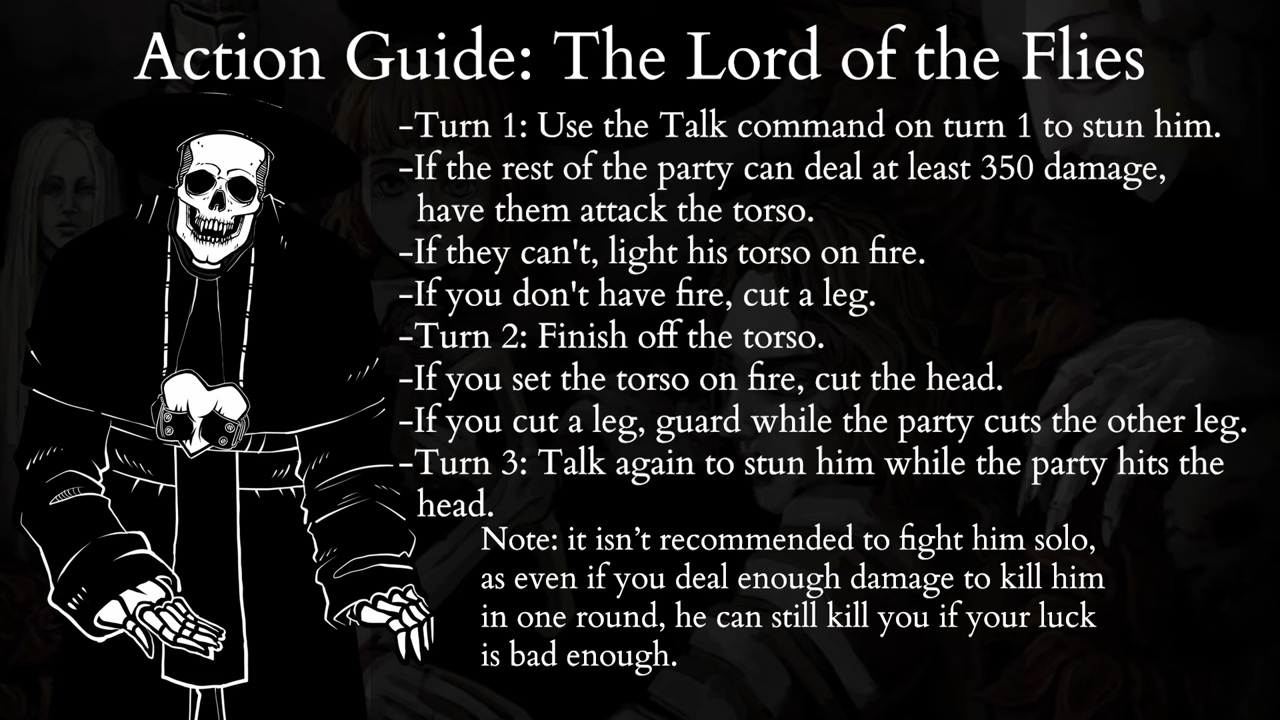 Action Guide: The Lord of the Flies
-Turn 1: Use the Talk command on turn 1 to stun him.
-If the rest of the party can deal at least 350 damage,
have them attack the torso.
-If they can't, light his torso on fire.
-If you don't have fire, cut a leg.
-Turn 2: Finish off the torso.
-If you set the torso on fire, cut the head.
-If you cut a leg, guard while the party cuts the other leg.
-Turn 3: Talk again to stun him while the party hits the
head.
Note: it isn’t recommended to fight him solo,
as even if you deal enough damage to kill him
in one round, he can still kill you if your luck
is bad enough.